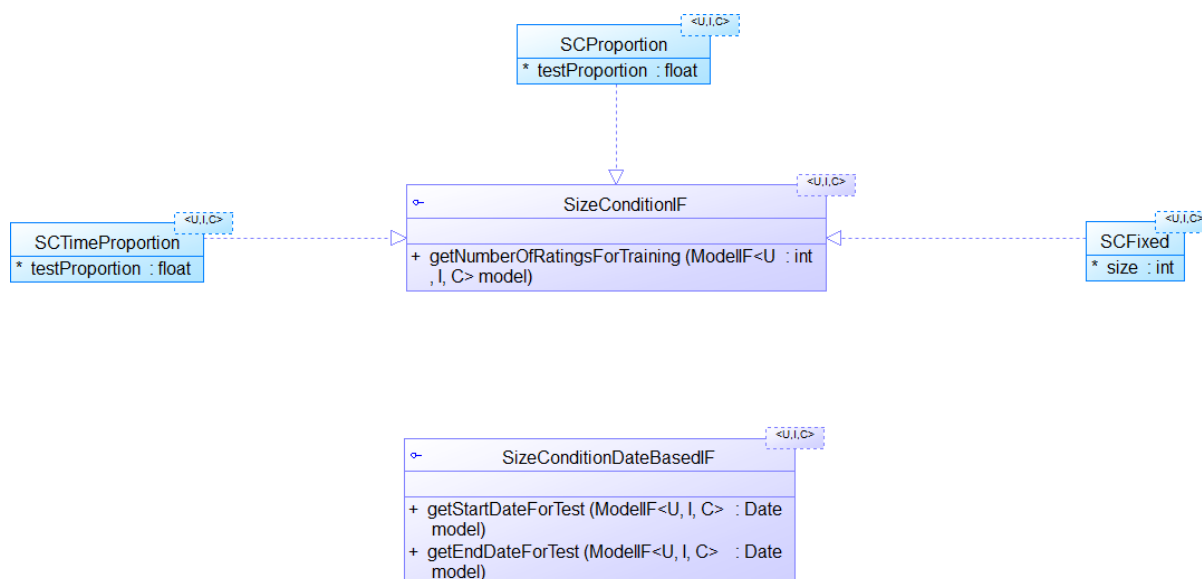 <U,I,C>
SCProportion
* testProportion : float
<U,I,C>
SizeConditionIF
+ getNumberOfRatingsForTraining (ModelIF<U : int
, I, C> model)
<U,I,C>
SCTimeProportion
* testProportion : float
<U,I,C>
SCFixed
* size : int
<U,I,C>
SizeConditionDateBasedIF
+ getStartDateForTest (ModelIF<U, I, C> : Date
model)
+ getEndDateForTest (ModelIF<U, I, C> : Date
model)